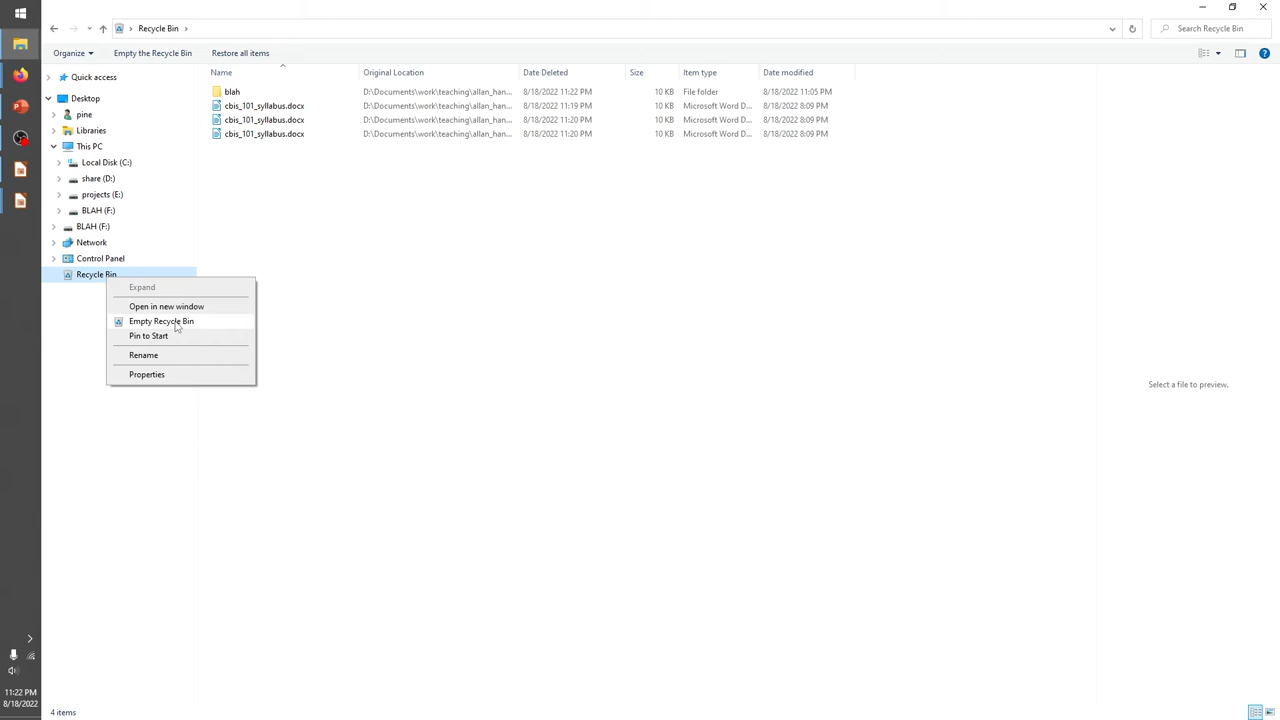 Recycle Bin
Search Recycle Bin
Organize
Empty the Recycle Bin
Restore all items
Name
Original Location
Date Deleted
Size
Item type
Date modified
blah
D:\Documents\work\teaching\allan_han...
8/18/2022 11:22 PM
10 KB
File folder
8/18/2022 11:05 PM
cbis_101_syllabus.docx
D:\Documents\work\teaching\allan_han...
8/18/2022 11:19 PM
10 KB
Microsoft Word D...
8/18/2022 8:09 PM
cbis_101_syllabus.docx
D:\Documents\work\teaching\allan_han...
8/18/2022 11:20 PM
10 KB
Microsoft Word D...
8/18/2022 8:09 PM
cbis_101_syllabus.docx
D:\Documents\work\teaching\allan_han...
8/18/2022 11:20 PM
10 KB
Microsoft Word D...
8/18/2022 8:09 PM
Quick access
Desktop
pine
Libraries
This PC
Local Disk (C:)
share (D:)
projects (E:)
BLAH (F:)
BLAH (F:)
Network
Control Panel
Recycle Bin
Expand
Open in new window
Empty Recycle Bin
Pin to Start
Rename
Properties
Select a file to preview.
11:22 PM
8/18/2022
4 items